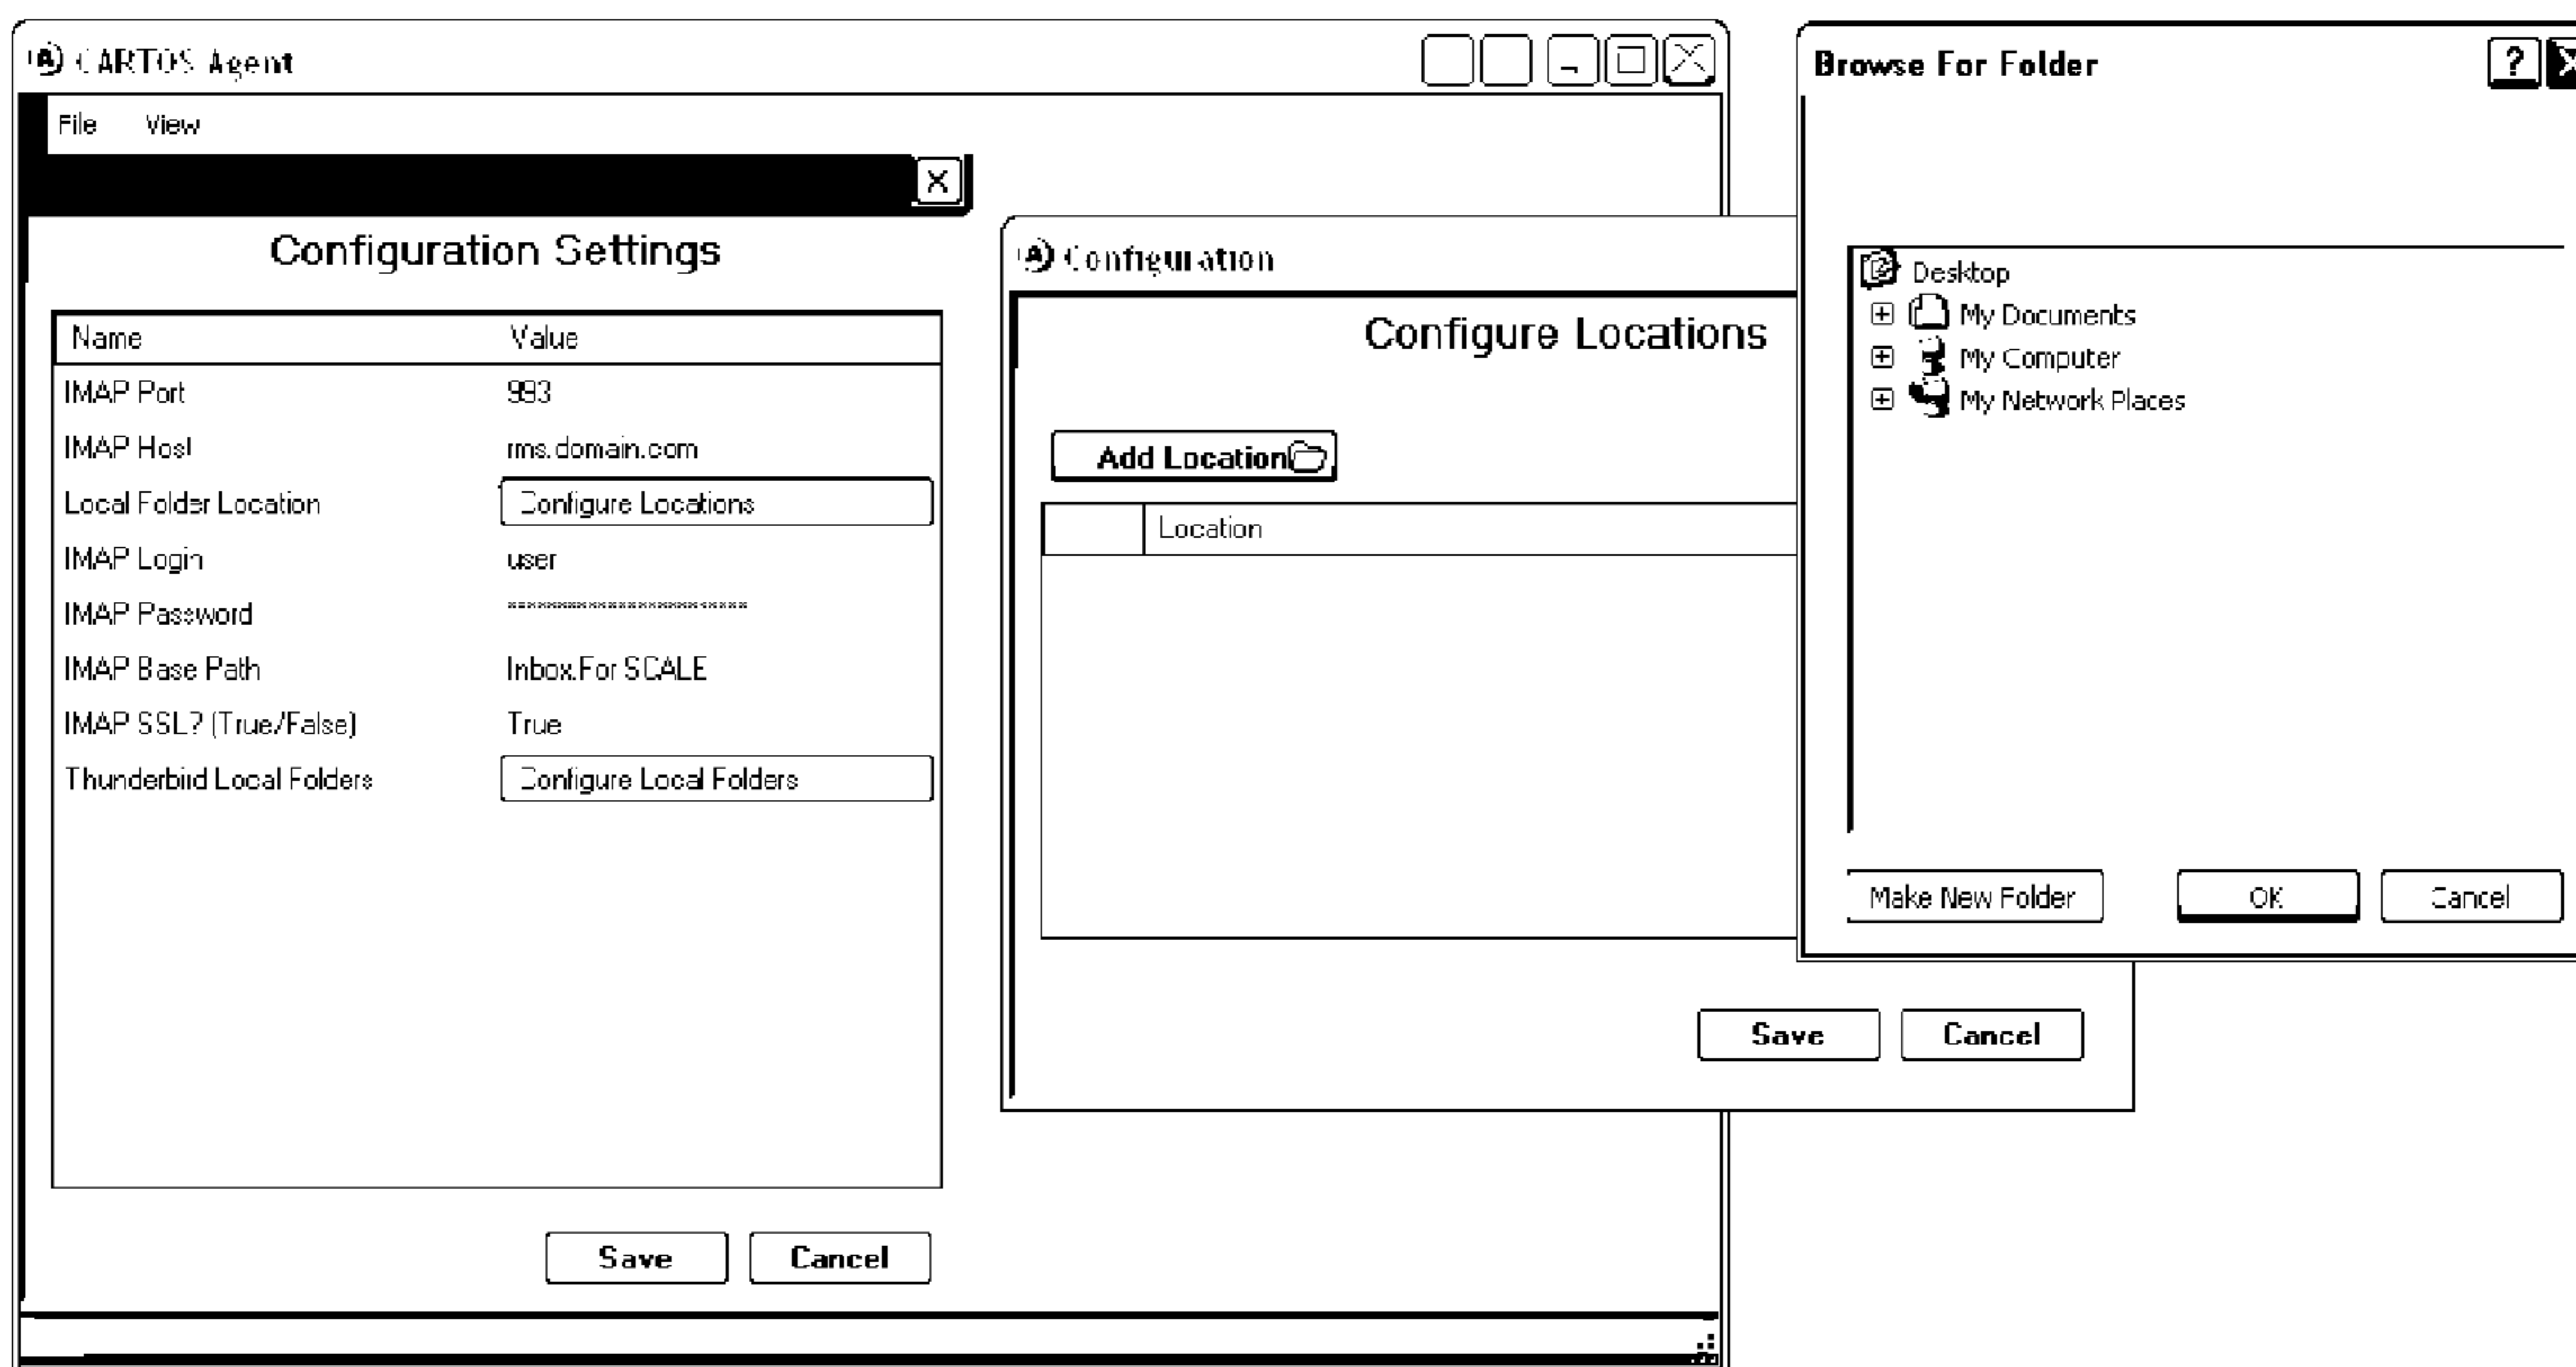 CARTOS Agent
File View
Configuration Settings
Name Value
IMAP Port 993
IMAP Host rms.domain.com
Local Folder Location Configure Locations
IMAP Login user
IMAP Password ************************
IMAP Base Path Inbox.For SCALE
IMAP SSL? (True/False) True
Thunderbird Local Folders Configure Local Folders
Save Cancel
Configuration
Configure Locations
Add Location
Location
Save Cancel
Browse For Folder
Desktop
My Documents
My Computer
My Network Places
Make New Folder OK Cancel